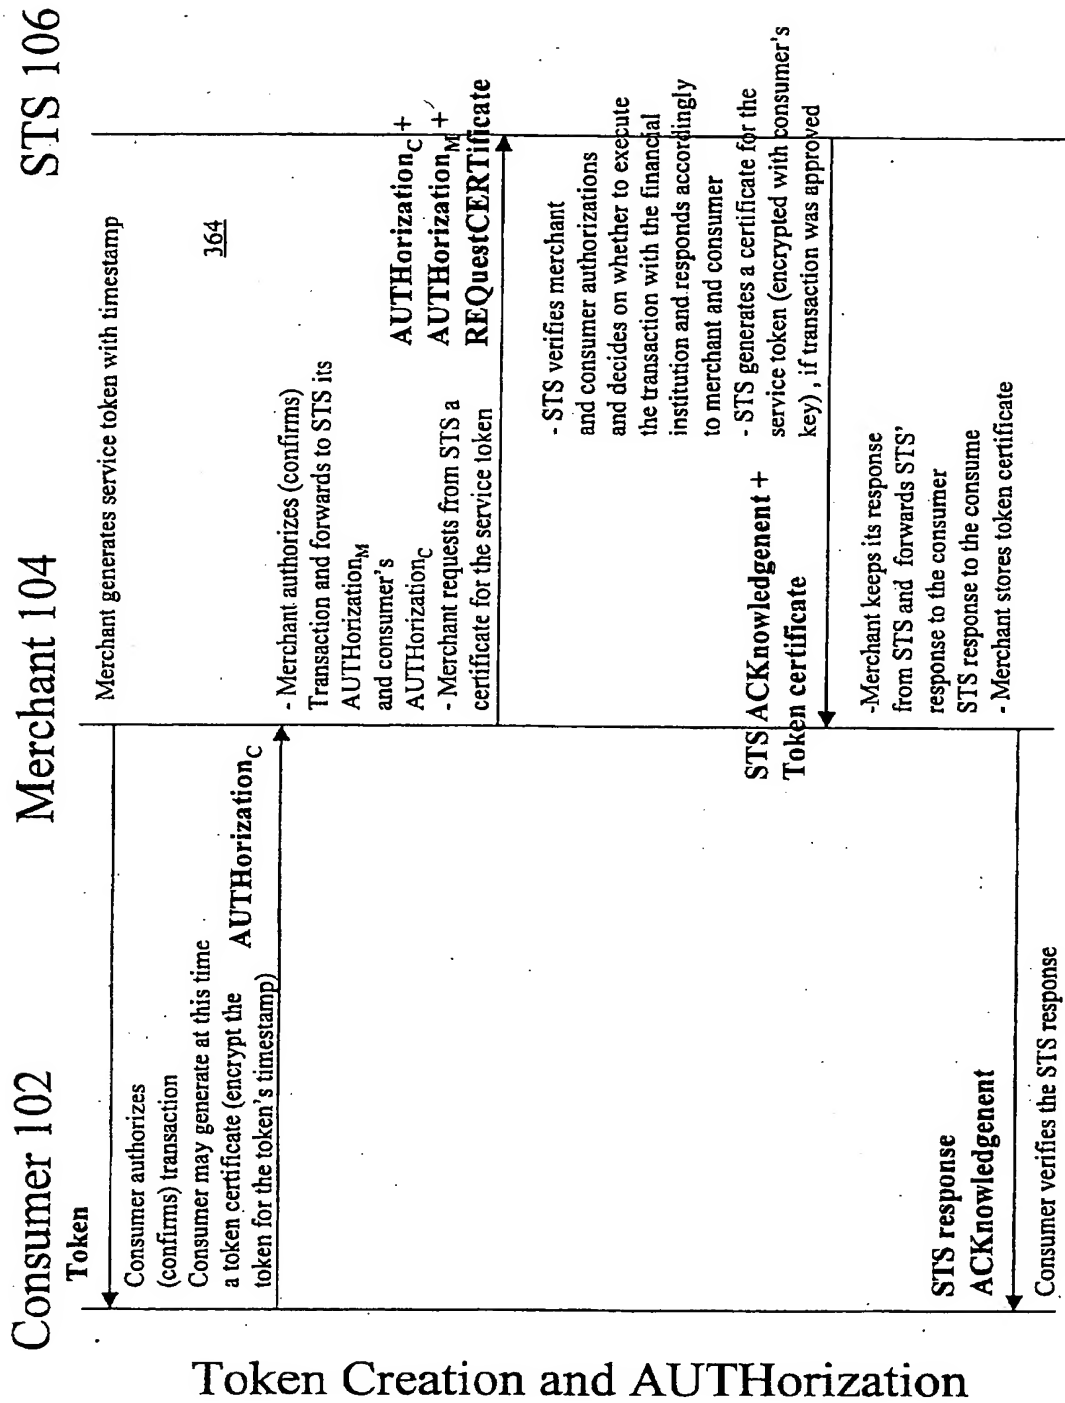 Consumer 102
Merchant 104
STS 106
Token
Merchant generates service token with timestamp
Consumer authorizes
(confirms) transaction
Consumer may generate at this time
a token certificate (encrypt the
token for the token's timestamp)
AUTHorizationC
364
- Merchant authorizes (confirms)
Transaction and forwards to STS its
AUTHorizationM
and consumer's
AUTHorizationC
- Merchant requests from STS a
certificate for the service token
AUTHorizationC +
AUTHorizationM +
REQuestCERTificate
- STS verifies merchant
and consumer authorizations
and decides on whether to execute
the transaction with the financial
institution and responds accordingly
to merchant and consumer
- STS generates a certificate for the
service token (encrypted with consumer's
key) , if transaction was approved
STS ACKnowledgenent +
Token certificate
-Merchant keeps its response
from STS and forwards STS'
response to the consumer
STS response to the consume
- Merchant stores token certificate
STS response
ACKnowledgenent
Consumer verifies the STS response
Token Creation and AUTHorization